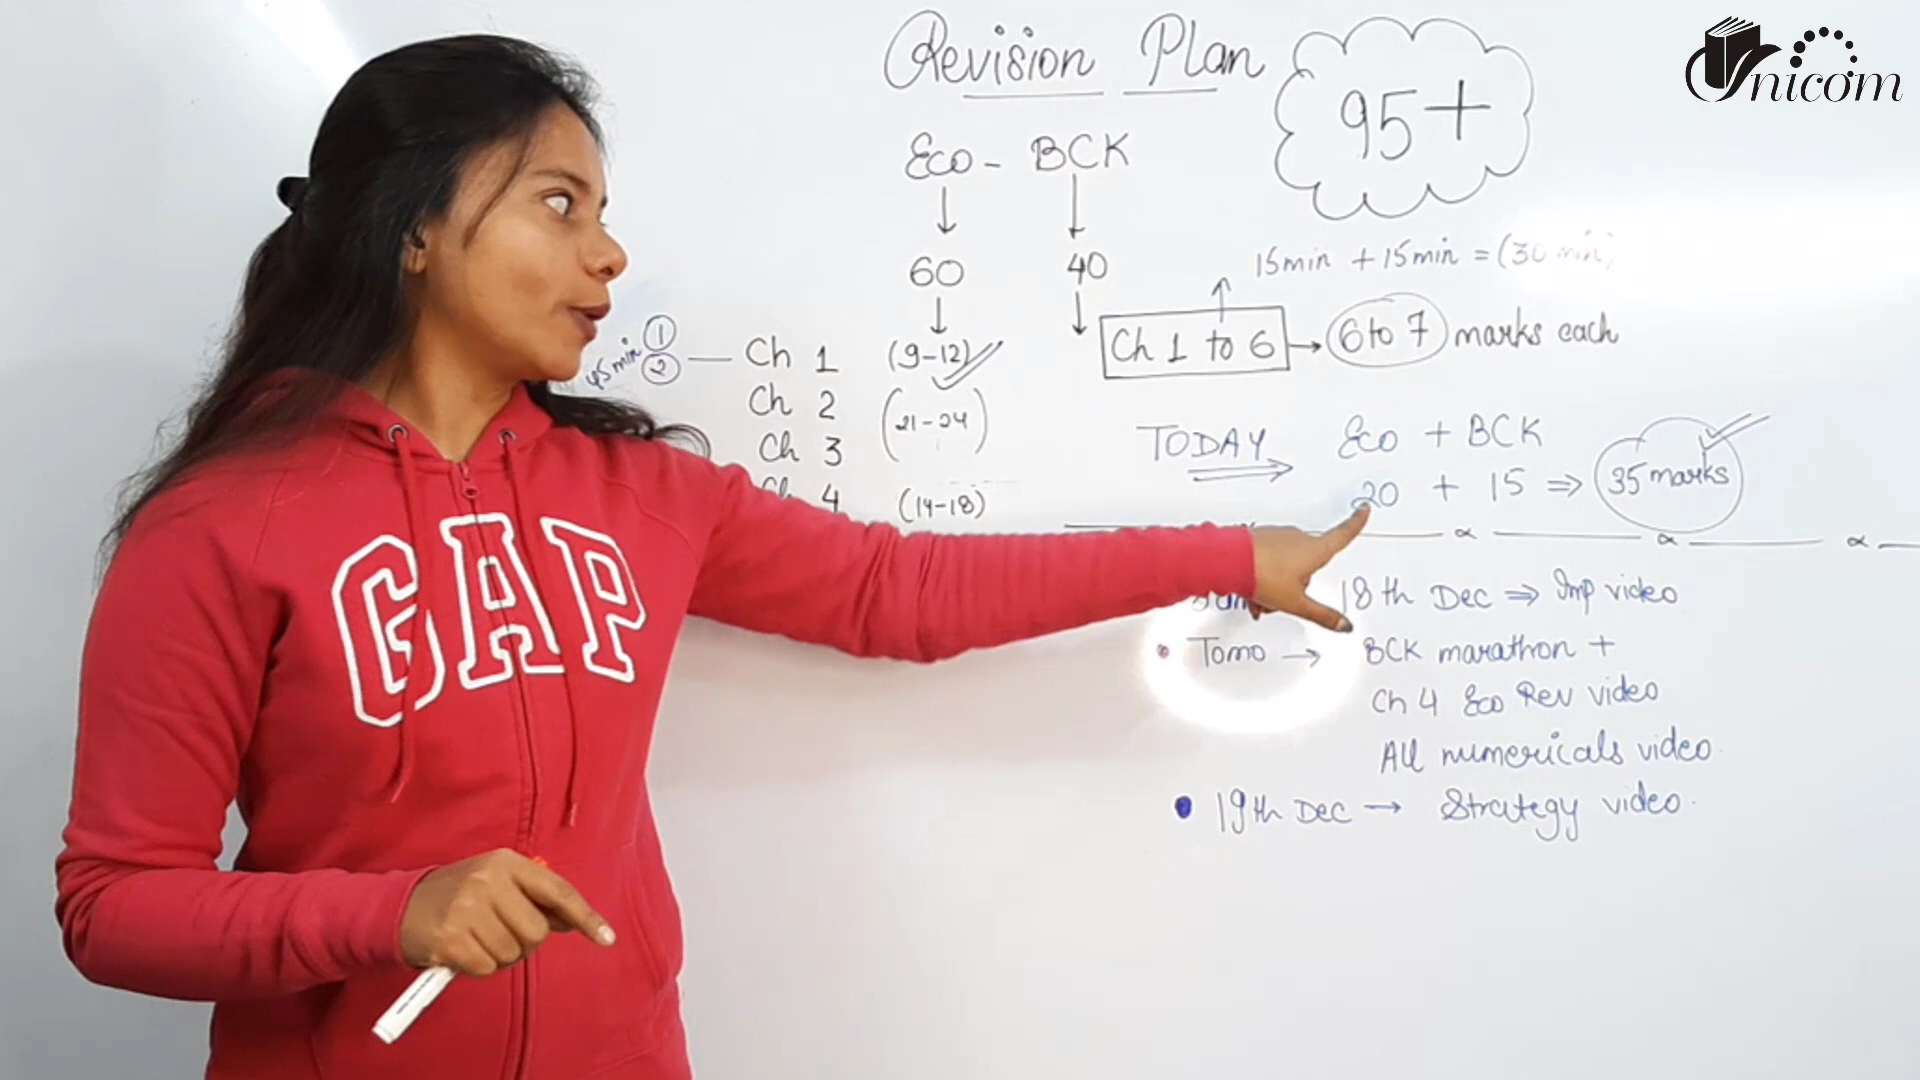 Revision Plan
95+
Unicom
Eco - BCK
60 40
15min + 15min = (30 min)
Ch 1 to 6 → 6 to 7 marks each
45 min 1 2 — Ch 1 (9-12)
Ch 2 (21-24)
Ch 3
Ch 4 (14-18)
TODAY Eco + BCK
20 + 15 ⇒ 35 marks
18th Dec ⇒ Imp video
• Tomo → BCK marathon +
Ch 4 Eco Rev video
All numericals video
• 19th Dec → Strategy video.
GAP